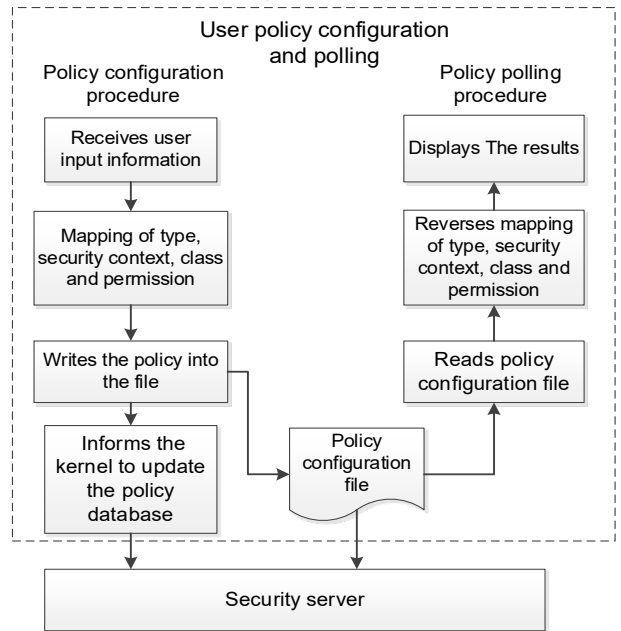 User policy configuration
and polling
Policy configuration
procedure
Receives user
input information
Mapping of type,
security context, class
and permission
Writes the policy into
the file
Informs the
kernel to update
the policy
database
Policy
configuration
file
Policy polling
procedure
Displays The results
Reverses mapping
of type, security
context, class and
permission
Reads policy
configuration file
Security server